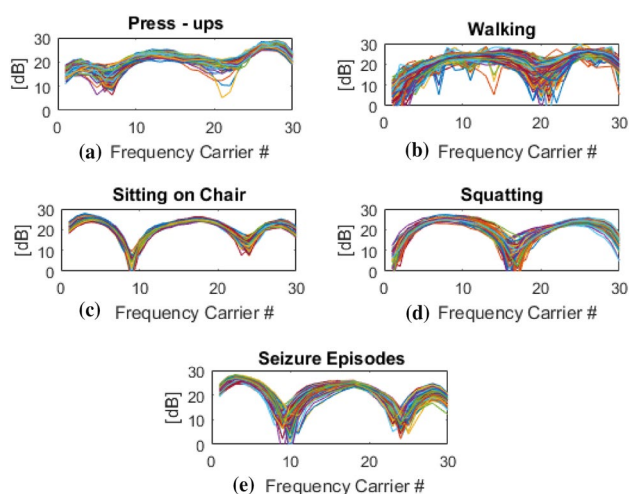 Press - ups
30
20
10
0
[dB]
0 10 20 30
(a) Frequency Carrier #
Walking
30
20
10
0
[dB]
0 10 20 30
(b) Frequency Carrier #
Sitting on Chair
30
20
10
0
[dB]
0 10 20 30
(c) Frequency Carrier #
Squatting
30
20
10
0
[dB]
0 10 20 30
(d) Frequency Carrier #
Seizure Episodes
30
20
10
0
[dB]
0 10 20 30
(e) Frequency Carrier #